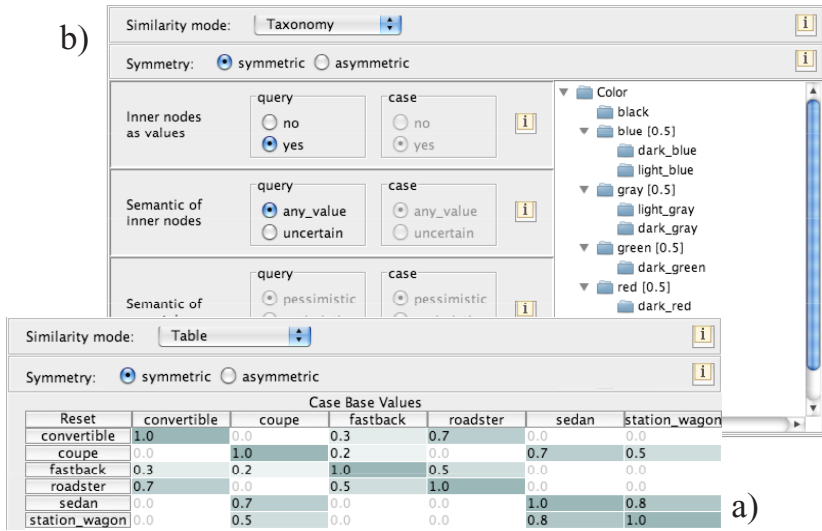 b)
Similarity mode: Taxonomy i
Symmetry: symmetric asymmetric i
Inner nodes as values
query
no
yes
case
no
yes
i
Semantic of inner nodes
query
any_value
uncertain
case
any_value
uncertain
i
Semantic of
query
pessimistic
case
pessimistic
i
Color
black
blue [0.5]
dark_blue
light_blue
gray [0.5]
light_gray
dark_gray
green [0.5]
dark_green
red [0.5]
dark_red
Similarity mode: Table i
Symmetry: symmetric asymmetric i
Case Base Values
Reset convertible coupe fastback roadster sedan station_wagon
convertible 1.0 0.0 0.3 0.7 0.0 0.0
coupe 0.0 1.0 0.2 0.0 0.7 0.5
fastback 0.3 0.2 1.0 0.5 0.0 0.0
roadster 0.7 0.0 0.5 1.0 0.0 0.0
sedan 0.0 0.7 0.0 0.0 1.0 0.8
station_wagon 0.0 0.5 0.0 0.0 0.8 1.0
a)